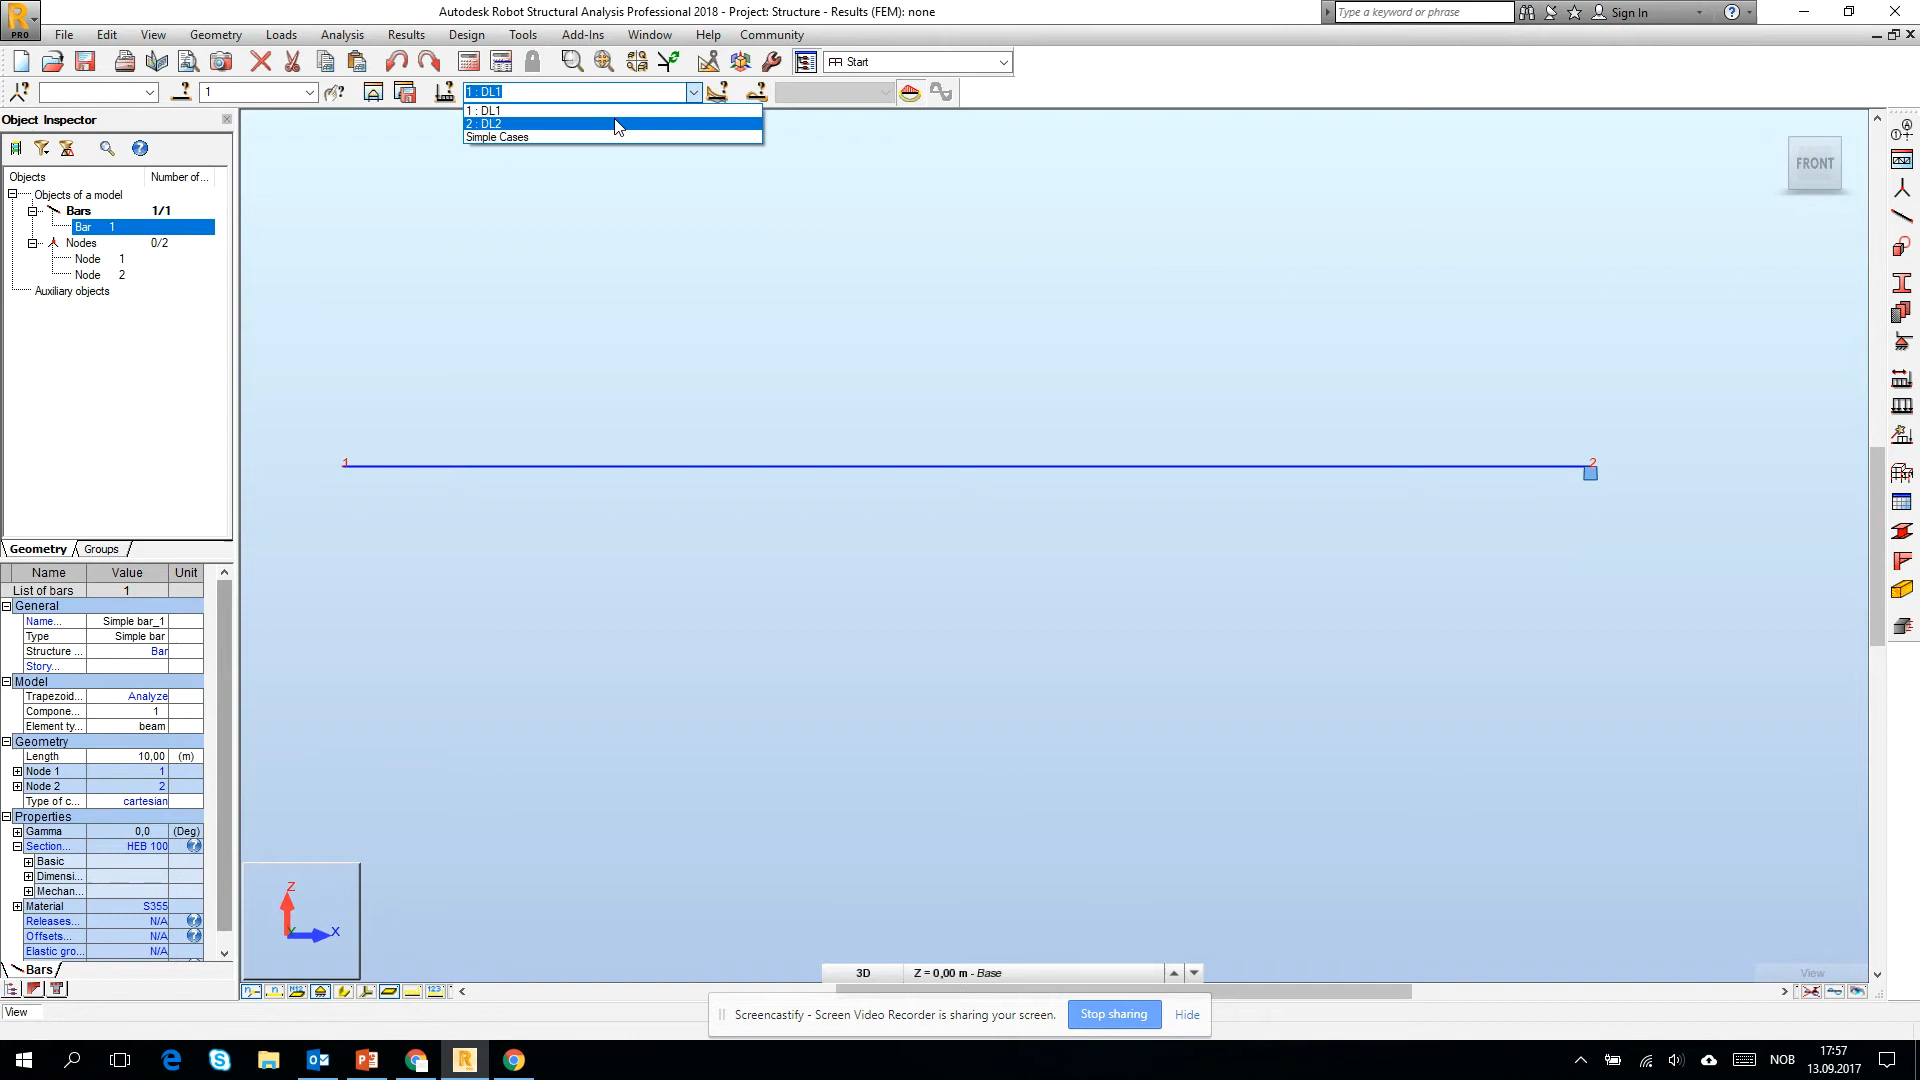 Autodesk Robot Structural Analysis Professional 2018 - Project: Structure - Results (FEM): none
Type a keyword or phrase
Sign In
PRO
File Edit View Geometry Loads Analysis Results Design Tools Add-Ins Window Help Community
Start
1
1 : DL1
1 : DL1
2 : DL2
Simple Cases
Object Inspector
Objects Number of...
Objects of a model
Bars 1/1
Bar 1
Nodes 0/2
Node 1
Node 2
Auxiliary objects
Geometry Groups
FRONT
1
2
Name Value Unit
List of bars 1
General
Name... Simple bar_1
Type Simple bar
Structure ... Bar
Story...
Model
Trapezoid... Analyze
Compone... 1
Element ty... beam
Geometry
Length 10,00 (m)
Node 1 1
Node 2 2
Type of c... cartesian
Properties
Gamma 0,0 (Deg)
Section... HEB 100
Basic
Dimensi...
Mechan...
Material S355
Releases... N/A
Offsets... N/A
Elastic gro... N/A
Bars
Z
Y
X
3D Z = 0,00 m - Base
View
View
Screencastify - Screen Video Recorder is sharing your screen. Stop sharing Hide
NOB
17:57
13.09.2017